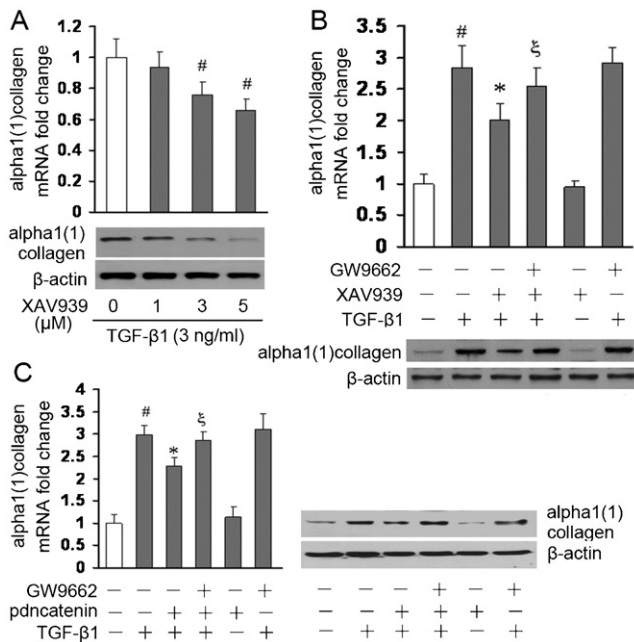 A
alpha1(1)collagen
mRNA fold change
1.2
1
0.8
0.6
0.4
0.2
0
#
#
alpha1(1)
collagen
β-actin
XAV939
(µM)
0 1 3 5
TGF-β1 (3 ng/ml)
B
alpha1(1)collagen
mRNA fold change
3.5
3
2.5
2
1.5
1
0.5
0
#
*
ξ
GW9662 − − − + − +
XAV939 − − + + + −
TGF-β1 − + + + − +
alpha1(1)collagen
β-actin
C
alpha1(1)collagen
mRNA fold change
4
3.5
3
2.5
2
1.5
1
0.5
0
#
*
ξ
GW9662 − − − + − +
pdncatenin − − + + + −
TGF-β1 − + + + − +
alpha1(1)
collagen
β-actin
− − − + − +
− − + + + −
− + + + − +